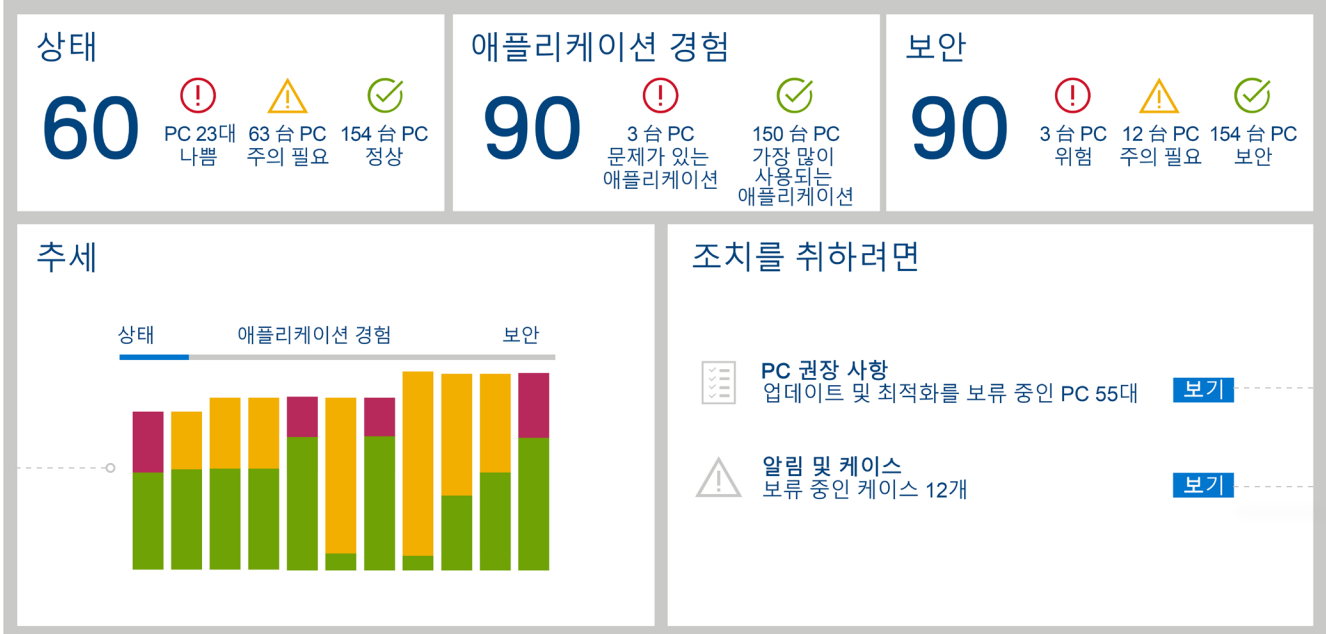 상태
60
PC 23대
나쁨
63 台 PC
주의 필요
154 台 PC
정상
애플리케이션 경험
90
3 台 PC
문제가 있는
애플리케이션
150 台 PC
가장 많이
사용되는
애플리케이션
보안
90
3 台 PC
위험
12 台 PC
주의 필요
154 台 PC
보안
추세
상태 애플리케이션 경험 보안
조치를 취하려면
PC 권장 사항
업데이트 및 최적화를 보류 중인 PC 55대
보기
알림 및 케이스
보류 중인 케이스 12개
보기